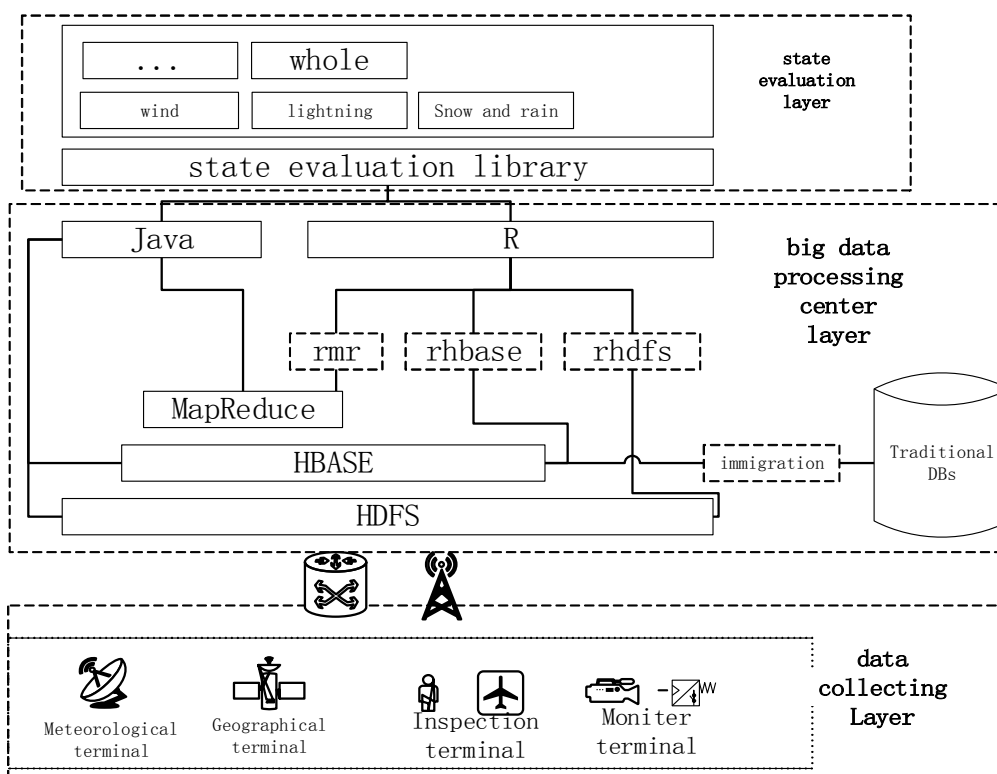 ... whole
wind lightning Snow and rain
state
evaluation
layer
state evaluation library
Java R
big data
processing
center
layer
rmr rhbase rhdfs
MapReduce
HBASE
immigration
Traditional
DBs
HDFS
Meteorological
terminal
Geographical
terminal
Inspection
terminal
Moniter
terminal
data
collecting
Layer